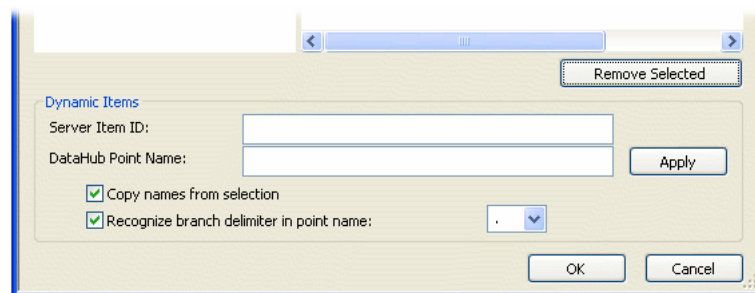 Remove Selected
Dynamic Items
Server Item ID:
DataHub Point Name:
Apply
Copy names from selection
Recognize branch delimiter in point name: .
OK Cancel